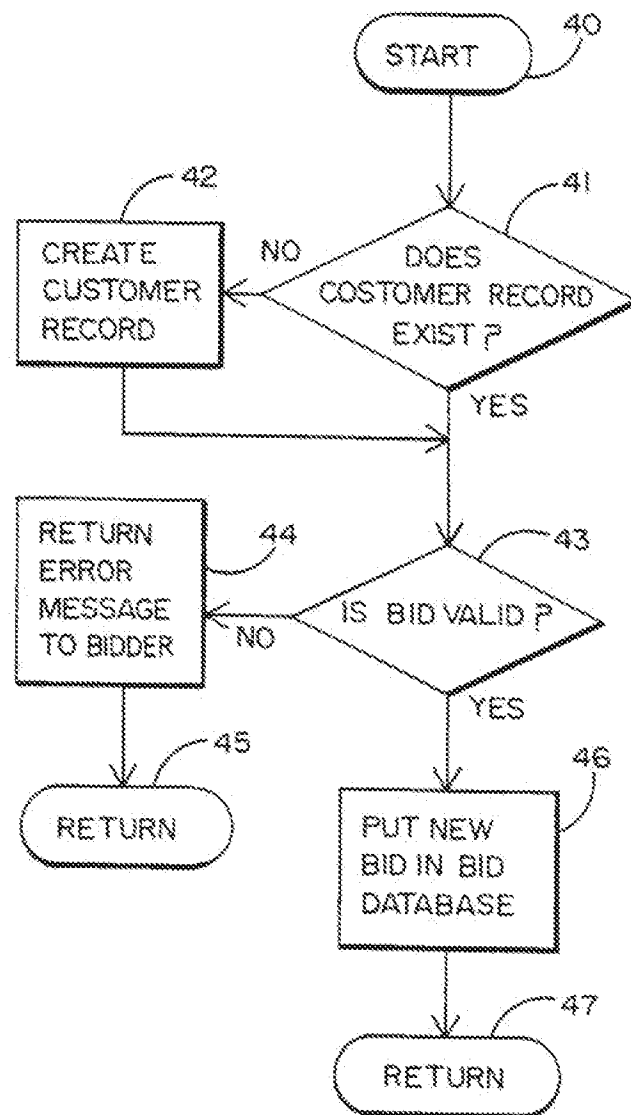 START
40
42
41
CREATE
CUSTOMER
RECORD
NO
DOES
COSTOMER RECORD
EXIST?
YES
RETURN
ERROR
MESSAGE
TO BIDDER
44
43
NO
IS BID VALID?
YES
45
RETURN
46
PUT NEW
BID IN BID
DATABASE
47
RETURN